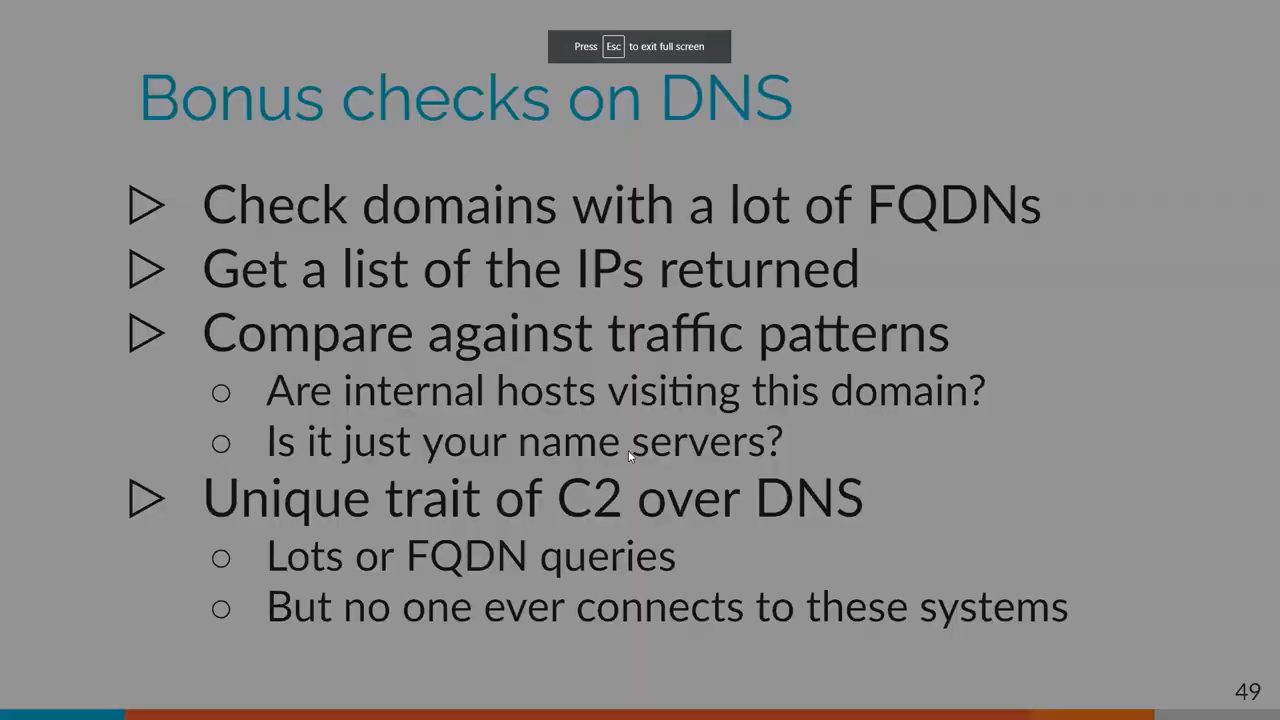 Press Esc to exit full screen
Bonus checks on DNS
Check domains with a lot of FQDNs
Get a list of the IPs returned
Compare against traffic patterns
Are internal hosts visiting this domain?
Is it just your name servers?
Unique trait of C2 over DNS
Lots or FQDN queries
But no one ever connects to these systems
49